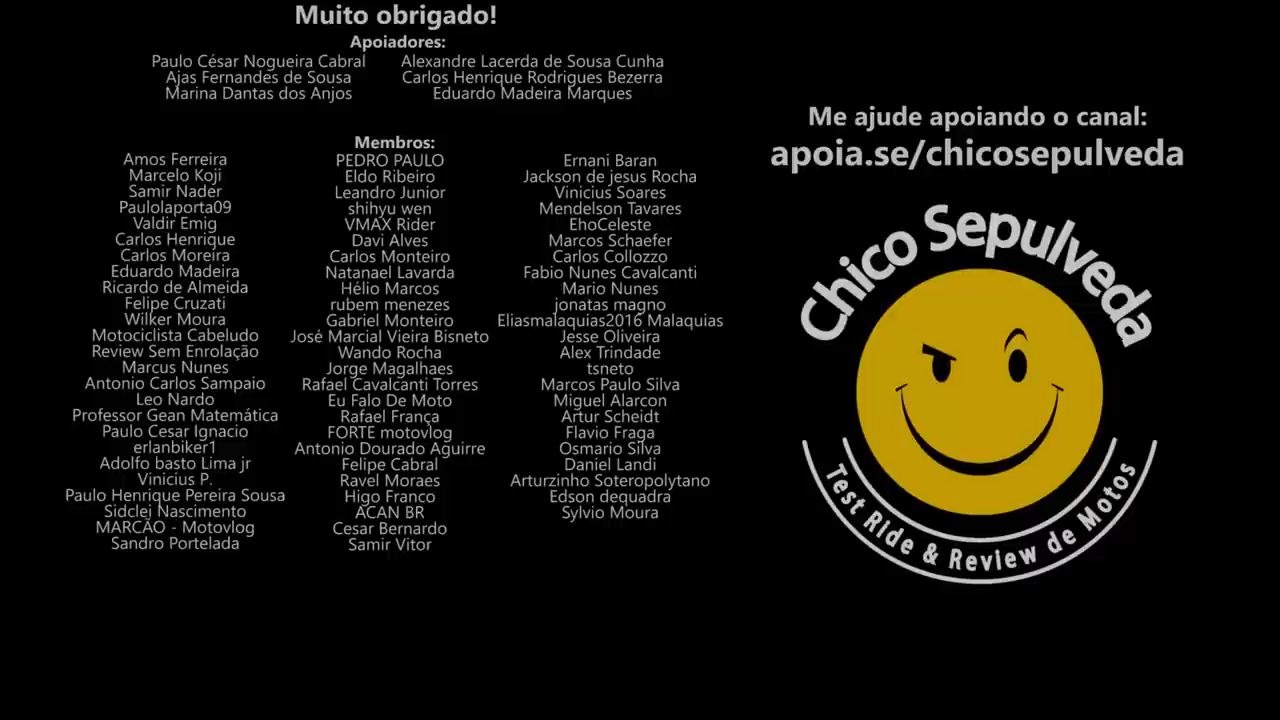 Muito obrigado!
Apoiadores:
Paulo César Nogueira Cabral
Ajas Fernandes de Sousa
Marina Dantas dos Anjos
Alexandre Lacerda de Sousa Cunha
Carlos Henrique Rodrigues Bezerra
Eduardo Madeira Marques
Membros:
Amos Ferreira
Marcelo Koji
Samir Nader
Paulolaporta09
Valdir Emig
Carlos Henrique
Carlos Moreira
Eduardo Madeira
Ricardo de Almeida
Felipe Cruzati
Wilker Moura
Motociclista Cabeludo
Review Sem Enrolação
Marcus Nunes
Antonio Carlos Sampaio
Leo Nardo
Professor Gean Matemática
Paulo Cesar Ignacio
erlanbiker1
Adolfo basto Lima jr
Vinicius P.
Paulo Henrique Pereira Sousa
Sidclei Nascimento
MARCÃO - Motovlog
Sandro Portelada
PEDRO PAULO
Eldo Ribeiro
Leandro Junior
shihyu wen
VMAX Rider
Davi Alves
Carlos Monteiro
Natanael Lavarda
Hélio Marcos
rubem menezes
Gabriel Monteiro
José Marcial Vieira Bisneto
Wando Rocha
Jorge Magalhaes
Rafael Cavalcanti Torres
Eu Falo De Moto
Rafael França
FORTE motovlog
Antonio Dourado Aguirre
Felipe Cabral
Ravel Moraes
Higo Franco
ACAN BR
Cesar Bernardo
Samir Vitor
Ernani Baran
Jackson de jesus Rocha
Vinicius Soares
Mendelson Tavares
EhoCeleste
Marcos Schaefer
Carlos Collozzo
Fabio Nunes Cavalcanti
Mario Nunes
jonatas magno
Eliasmalaquias2016 Malaquias
Jesse Oliveira
Alex Trindade
tsneto
Marcos Paulo Silva
Miguel Alarcon
Artur Scheidt
Flavio Fraga
Osmario Silva
Daniel Landi
Arturzinho Soteropolytano
Edson dequadra
Sylvio Moura
Me ajude apoiando o canal:
apoia.se/chicosepulveda
Chico Sepulveda
Test Ride & Review de Motos